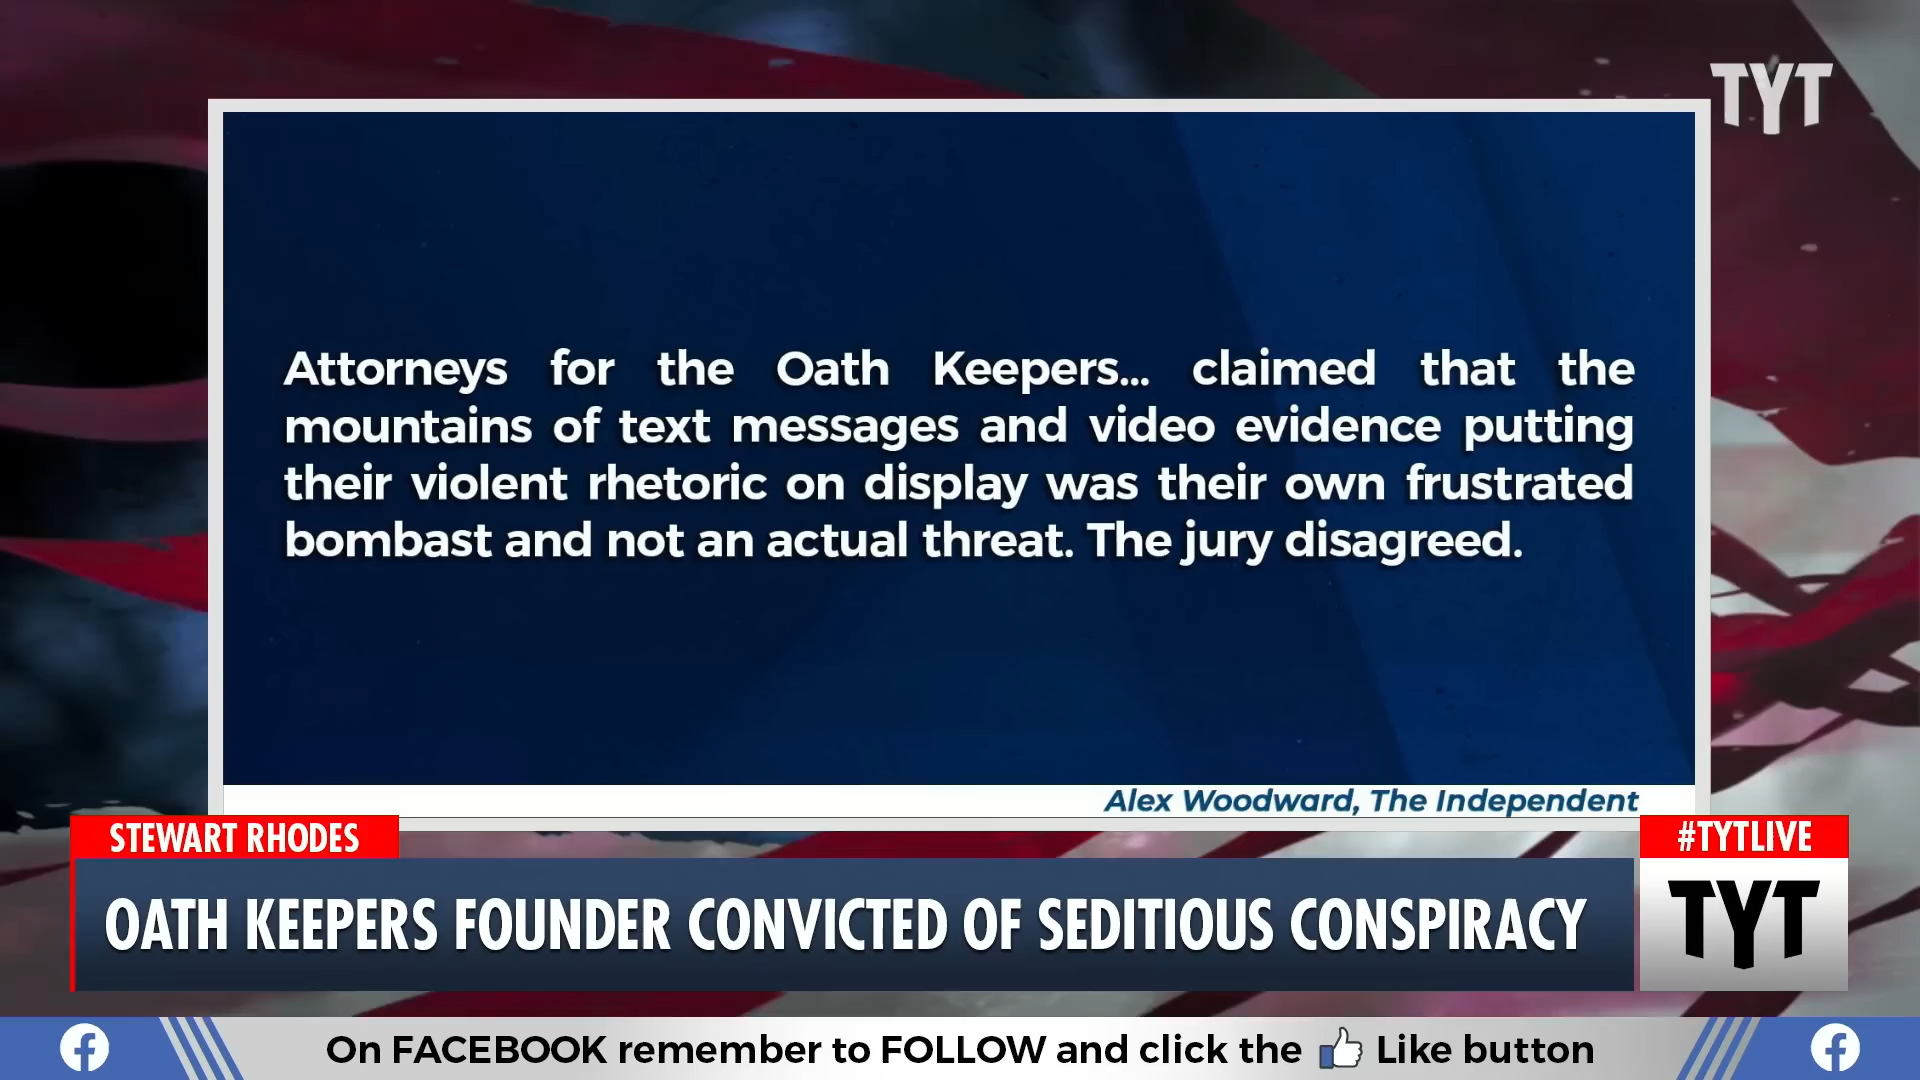 TYT
Attorneys for the Oath Keepers... claimed that the
mountains of text messages and video evidence putting
their violent rhetoric on display was their own frustrated
bombast and not an actual threat. The jury disagreed.
Alex Woodward, The Independent
STEWART RHODES
#TYTLIVE
OATH KEEPERS FOUNDER CONVICTED OF SEDITIOUS CONSPIRACY
TYT
On FACEBOOK remember to FOLLOW and click the Like button